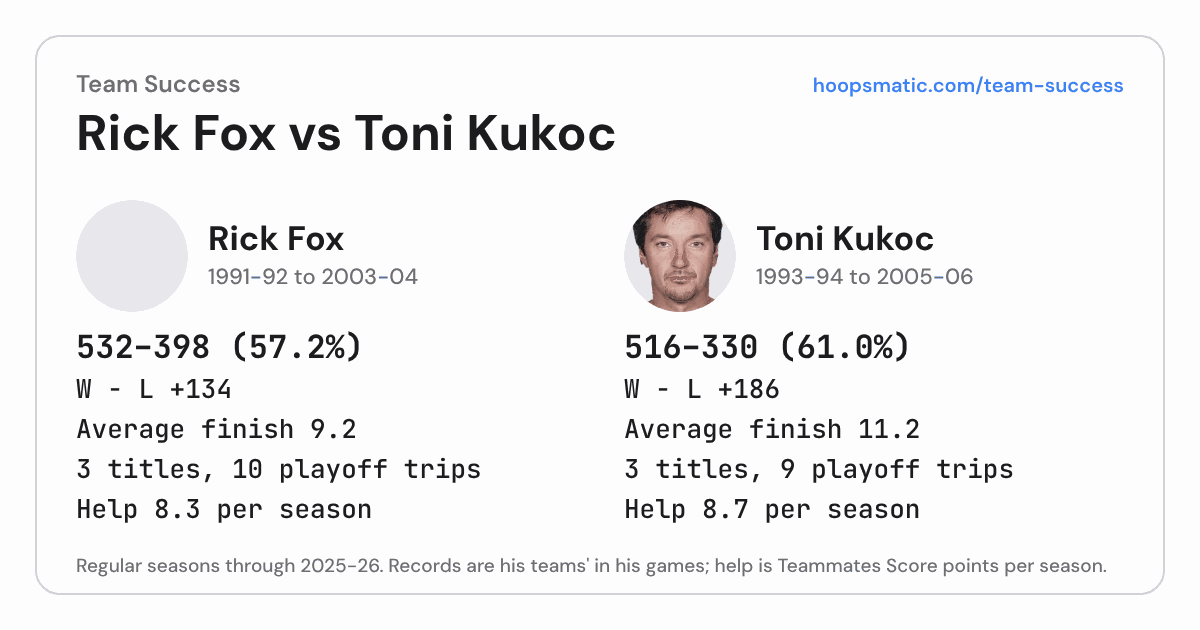 Team Success
hoopsmatic.com/team-success
Rick Fox vs Toni Kukoc
Rick Fox
1991-92 to 2003-04
532-398 (57.2%)
W - L +134
Average finish 9.2
3 titles, 10 playoff trips
Help 8.3 per season
Toni Kukoc
1993-94 to 2005-06
516-330 (61.0%)
W - L +186
Average finish 11.2
3 titles, 9 playoff trips
Help 8.7 per season
Regular seasons through 2025-26. Records are his teams' in his games; help is Teammates Score points per season.